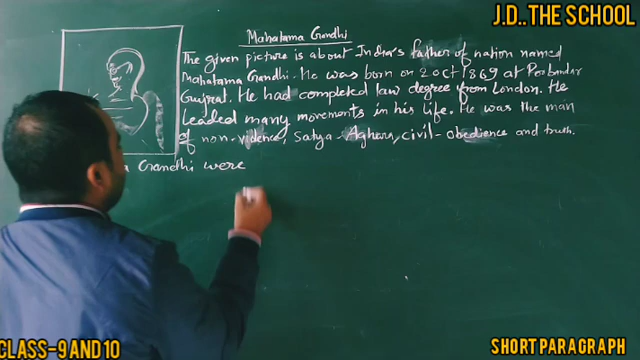 J.D..THE SCHOOL
Mahatama Gandhi
The given picture is about India's father of nation named
Mahatama Gandhi. He was born on 2 oct 1869 at Porbandar
Gujrat. He had completed law degree from London. He
leaded many movements in his life. He was the man
of non-vidence, Satya-Aghara, civil-obedience and truth.
Gandhi were
CLASS-9 AND 10
SHORT PARAGRAPH